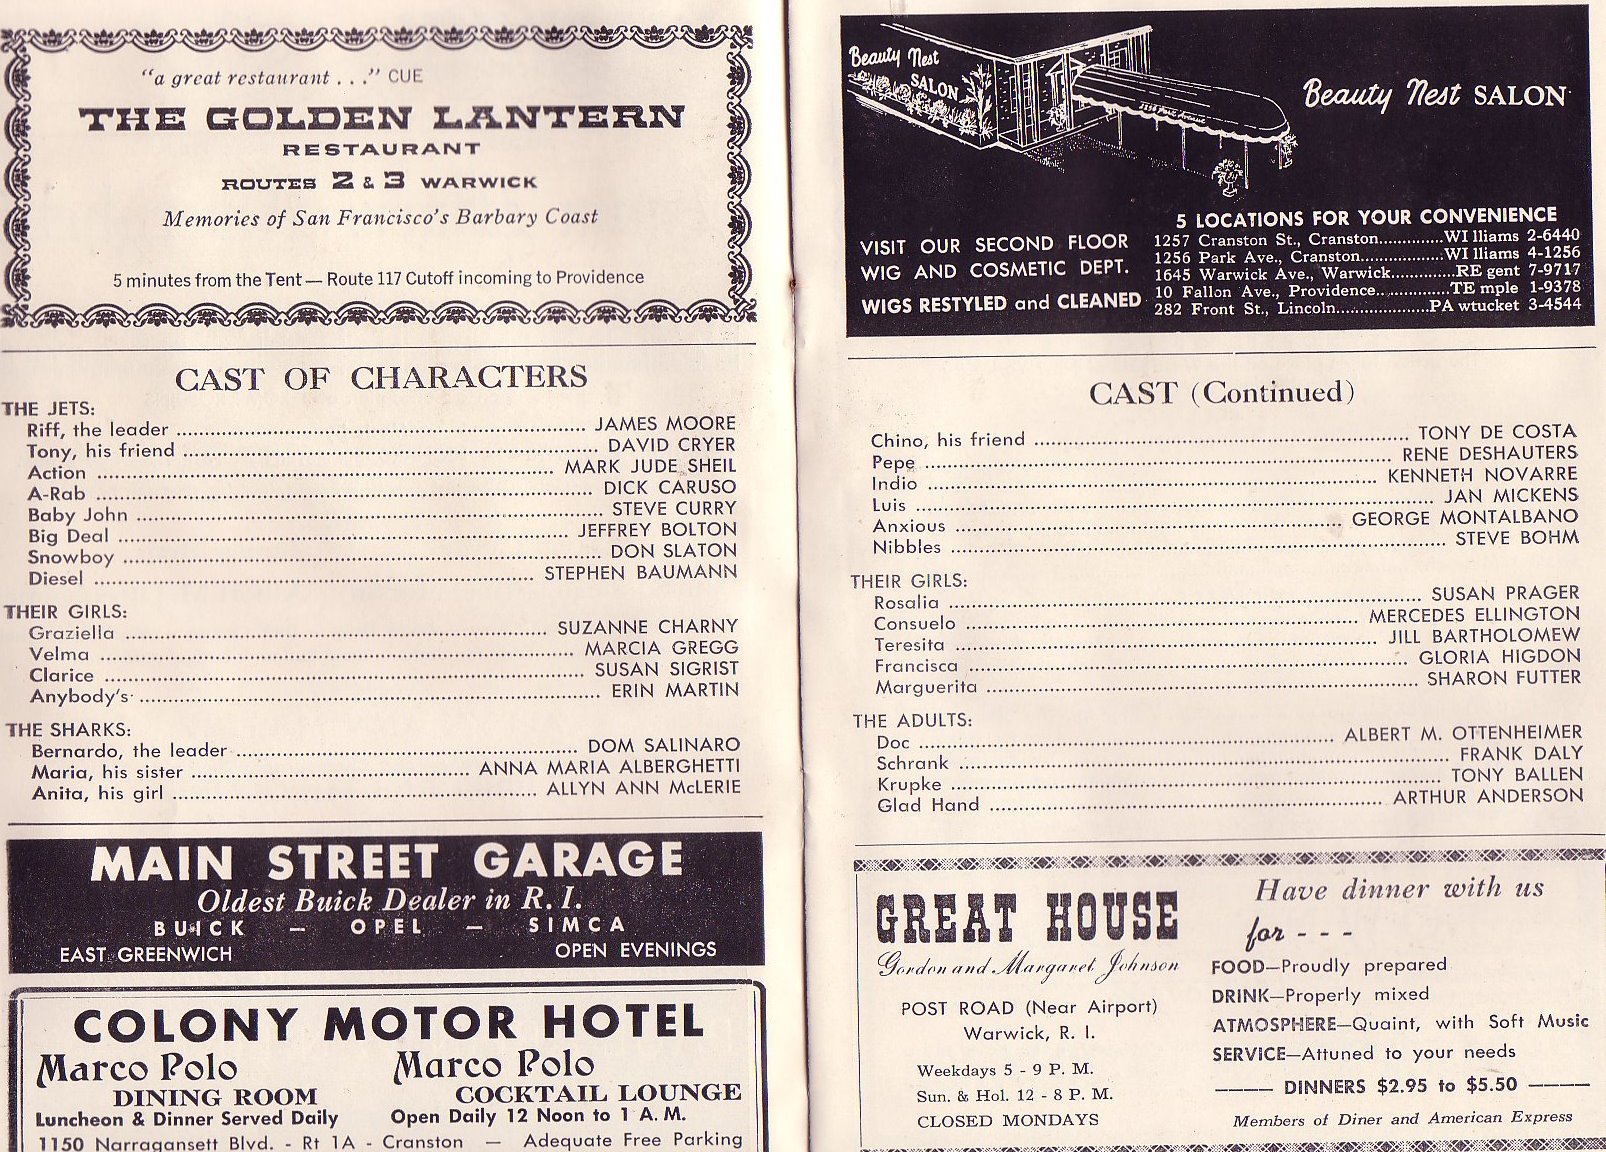 "a great restaurant . . ." CUE
THE GOLDEN LANTERN
RESTAURANT
ROUTES 2 & 3 WARWICK
Memories of San Francisco's Barbary Coast
5 minutes from the Tent — Route 117 Cutoff incoming to Providence
CAST OF CHARACTERS
THE JETS:
Riff, the leader ........ JAMES MOORE
Tony, his friend ........ DAVID CRYER
Action ........ MARK JUDE SHEIL
A-Rab ........ DICK CARUSO
Baby John ........ STEVE CURRY
Big Deal ........ JEFFREY BOLTON
Snowboy ........ DON SLATON
Diesel ........ STEPHEN BAUMANN
THEIR GIRLS:
Graziella ........ SUZANNE CHARNY
Velma ........ MARCIA GREGG
Clarice ........ SUSAN SIGRIST
Anybody's ........ ERIN MARTIN
THE SHARKS:
Bernardo, the leader ........ DOM SALINARO
Maria, his sister ........ ANNA MARIA ALBERGHETTI
Anita, his girl ........ ALLYN ANN McLERIE
MAIN STREET GARAGE
Oldest Buick Dealer in R. I.
BUICK — OPEL — SIMCA
EAST GREENWICH OPEN EVENINGS
COLONY MOTOR HOTEL
Marco Polo Marco Polo
DINING ROOM COCKTAIL LOUNGE
Luncheon & Dinner Served Daily Open Daily 12 Noon to 1 A. M.
1150 Narragansett Blvd. - Rt 1A - Cranston — Adequate Free Parking
Beauty Nest
SALON
1256 Park Avenue
Beauty Nest SALON
VISIT OUR SECOND FLOOR
WIG AND COSMETIC DEPT.
WIGS RESTYLED and CLEANED
5 LOCATIONS FOR YOUR CONVENIENCE
1257 Cranston St., Cranston........WI lliams 2-6440
1256 Park Ave., Cranston........WI lliams 4-1256
1645 Warwick Ave., Warwick........RE gent 7-9717
10 Fallon Ave., Providence........TE mple 1-9378
282 Front St., Lincoln........PA wtucket 3-4544
CAST (Continued)
Chino, his friend ........ TONY DE COSTA
Pepe ........ RENE DESHAUTERS
Indio ........ KENNETH NOVARRE
Luis ........ JAN MICKENS
Anxious ........ GEORGE MONTALBANO
Nibbles ........ STEVE BOHM
THEIR GIRLS:
Rosalia ........ SUSAN PRAGER
Consuelo ........ MERCEDES ELLINGTON
Teresita ........ JILL BARTHOLOMEW
Francisca ........ GLORIA HIGDON
Marguerita ........ SHARON FUTTER
THE ADULTS:
Doc ........ ALBERT M. OTTENHEIMER
Schrank ........ FRANK DALY
Krupke ........ TONY BALLEN
Glad Hand ........ ARTHUR ANDERSON
GREAT HOUSE
Gordon and Margaret Johnson
POST ROAD (Near Airport)
Warwick, R. I.
Weekdays 5 - 9 P. M.
Sun. & Hol. 12 - 8 P. M.
CLOSED MONDAYS
Have dinner with us
for - - -
FOOD—Proudly prepared
DRINK—Properly mixed
ATMOSPHERE—Quaint, with Soft Music
SERVICE—Attuned to your needs
—— DINNERS $2.95 to $5.50 ——
Members of Diner and American Express